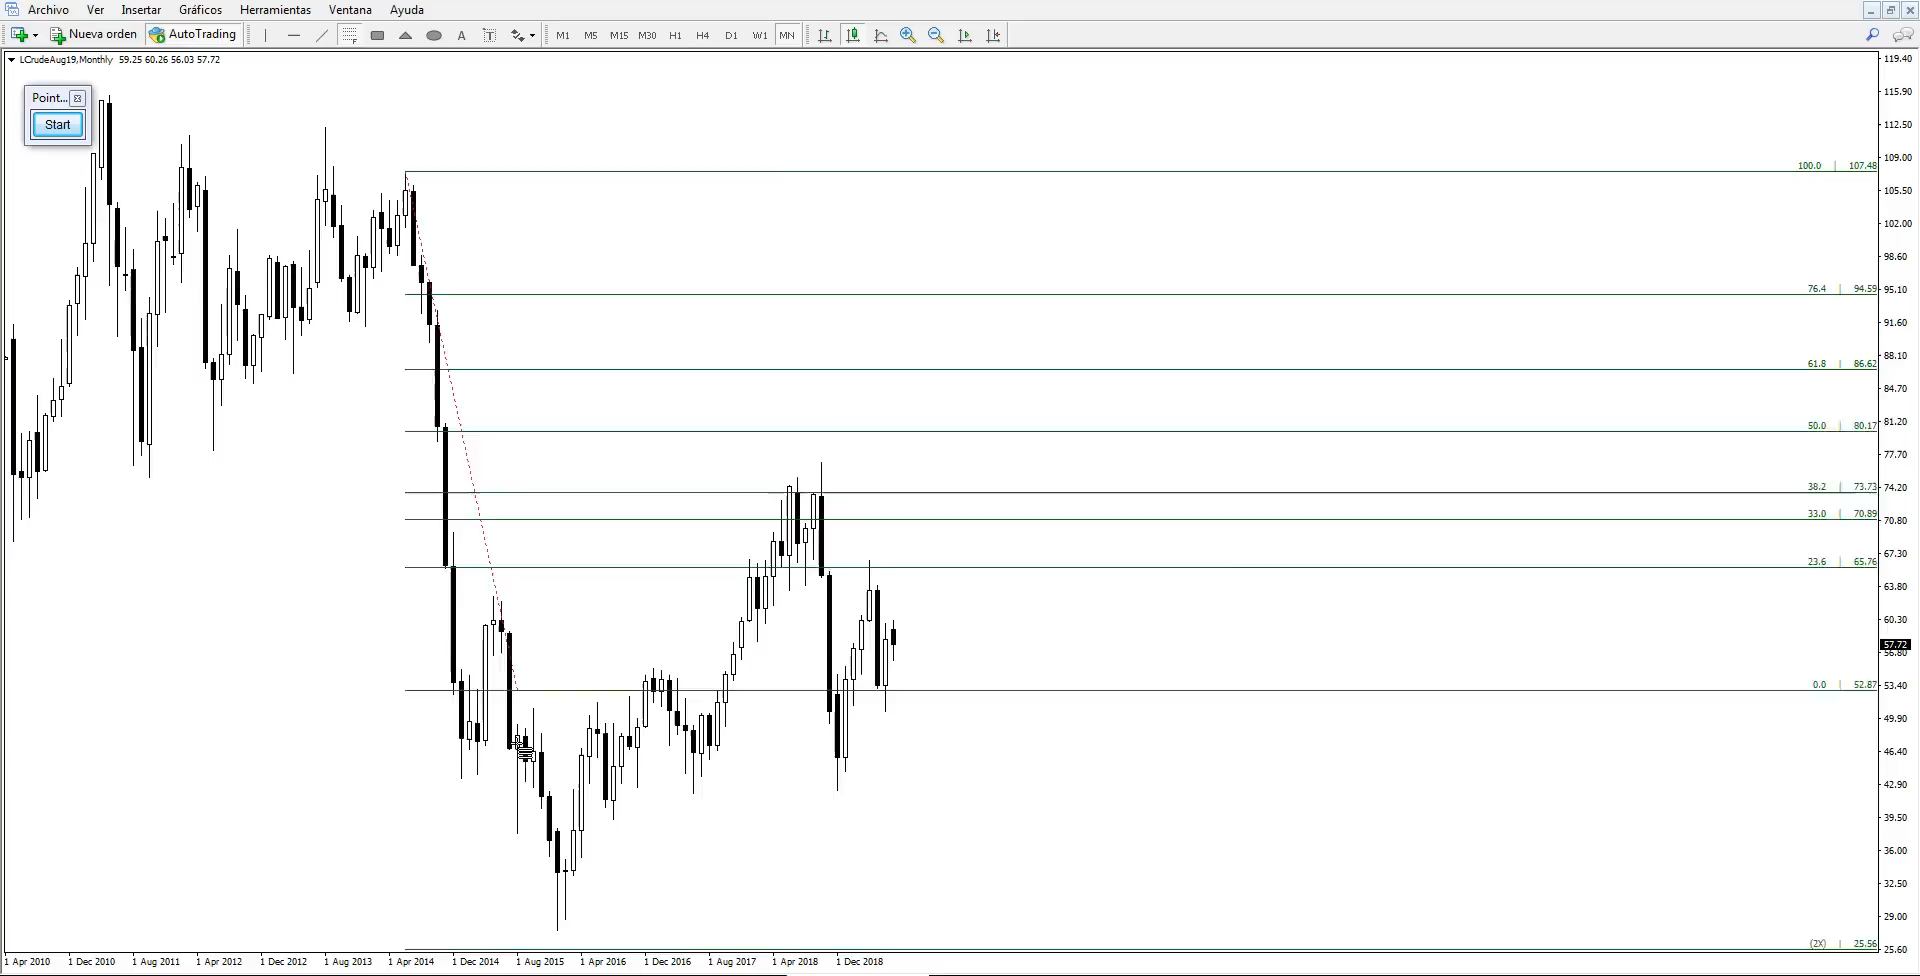 Archivo Ver Insertar Gráficos Herramientas Ventana Ayuda
Nueva orden AutoTrading A T M1 M5 M15 M30 H1 H4 D1 W1 MN
LCrudeAug19,Monthly 59.25 60.26 56.03 57.72
Point...
Start
119.40
115.90
112.50
109.00
105.50
102.00
98.60
95.10
91.60
88.10
84.70
81.20
77.70
74.20
70.80
67.30
63.80
60.30
57.72
56.80
53.40
49.90
46.40
42.90
39.50
36.00
32.50
29.00
25.60
100.0 | 107.48
76.4 | 94.59
61.8 | 86.62
50.0 | 80.17
38.2 | 73.73
33.0 | 70.89
23.6 | 65.76
0.0 | 52.87
(2X) | 25.56
1 Apr 2010 1 Dec 2010 1 Aug 2011 1 Apr 2012 1 Dec 2012 1 Aug 2013 1 Apr 2014 1 Dec 2014 1 Aug 2015 1 Apr 2016 1 Dec 2016 1 Aug 2017 1 Apr 2018 1 Dec 2018